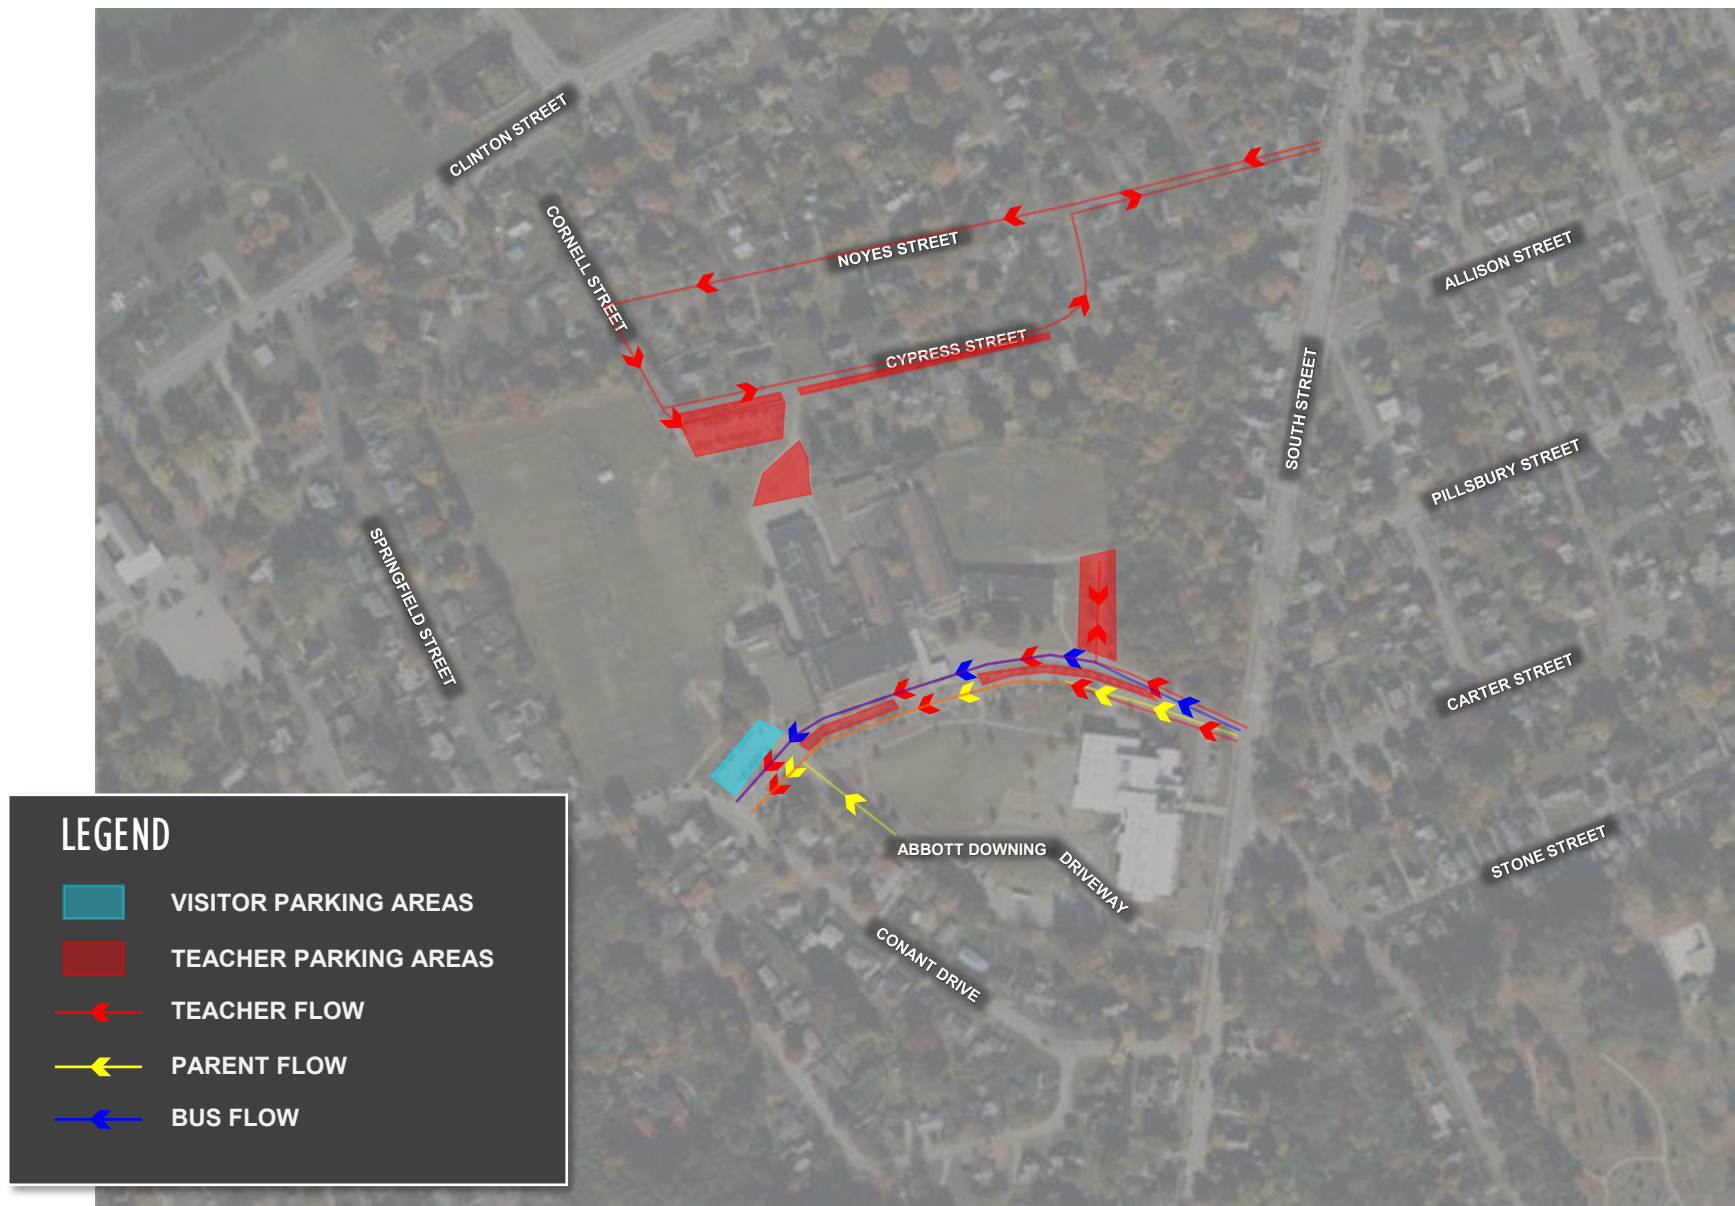 CLINTON STREET
CORNELL STREET
NOYES STREET
ALLISON STREET
CYPRESS STREET
SOUTH STREET
PILLSBURY STREET
SPRINGFIELD STREET
CARTER STREET
ABBOTT DOWNING
DRIVEWAY
STONE STREET
CONANT DRIVE
LEGEND
VISITOR PARKING AREAS
TEACHER PARKING AREAS
TEACHER FLOW
PARENT FLOW
BUS FLOW